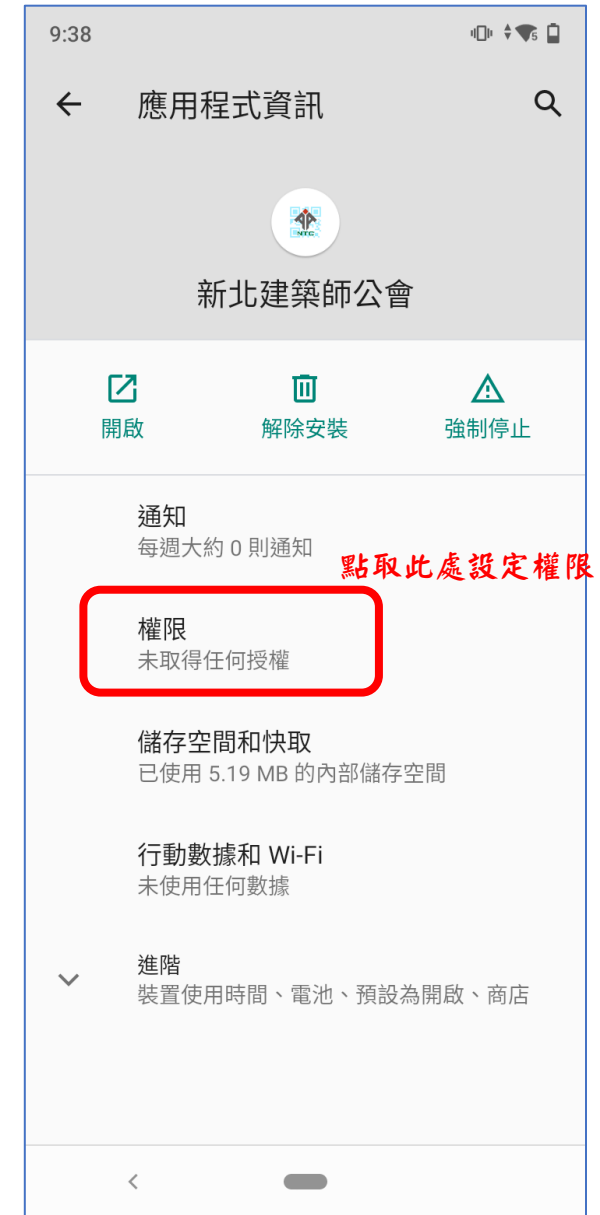 9:38
5
應用程式資訊
NTC
新北建築師公會
開啟 解除安裝 強制停止
通知
每週大約 0 則通知
點取此處設定權限
權限
未取得任何授權
儲存空間和快取
已使用 5.19 MB 的內部儲存空間
行動數據和 Wi-Fi
未使用任何數據
進階
裝置使用時間、電池、預設為開啟、商店